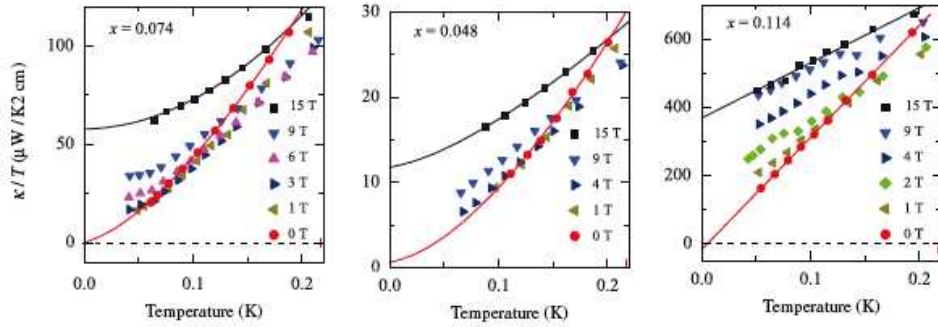 x = 0.074
κ/T (μW/K2 cm)
100
50
0
15 T
9 T
6 T
3 T
1 T
0 T
0.0
0.1
0.2
Temperature (K)
x = 0.048
30
20
10
0
15 T
9 T
4 T
1 T
0 T
0.0
0.1
0.2
Temperature (K)
x = 0.114
600
400
200
0
15 T
9 T
4 T
2 T
1 T
0 T
0.0
0.1
0.2
Temperature (K)